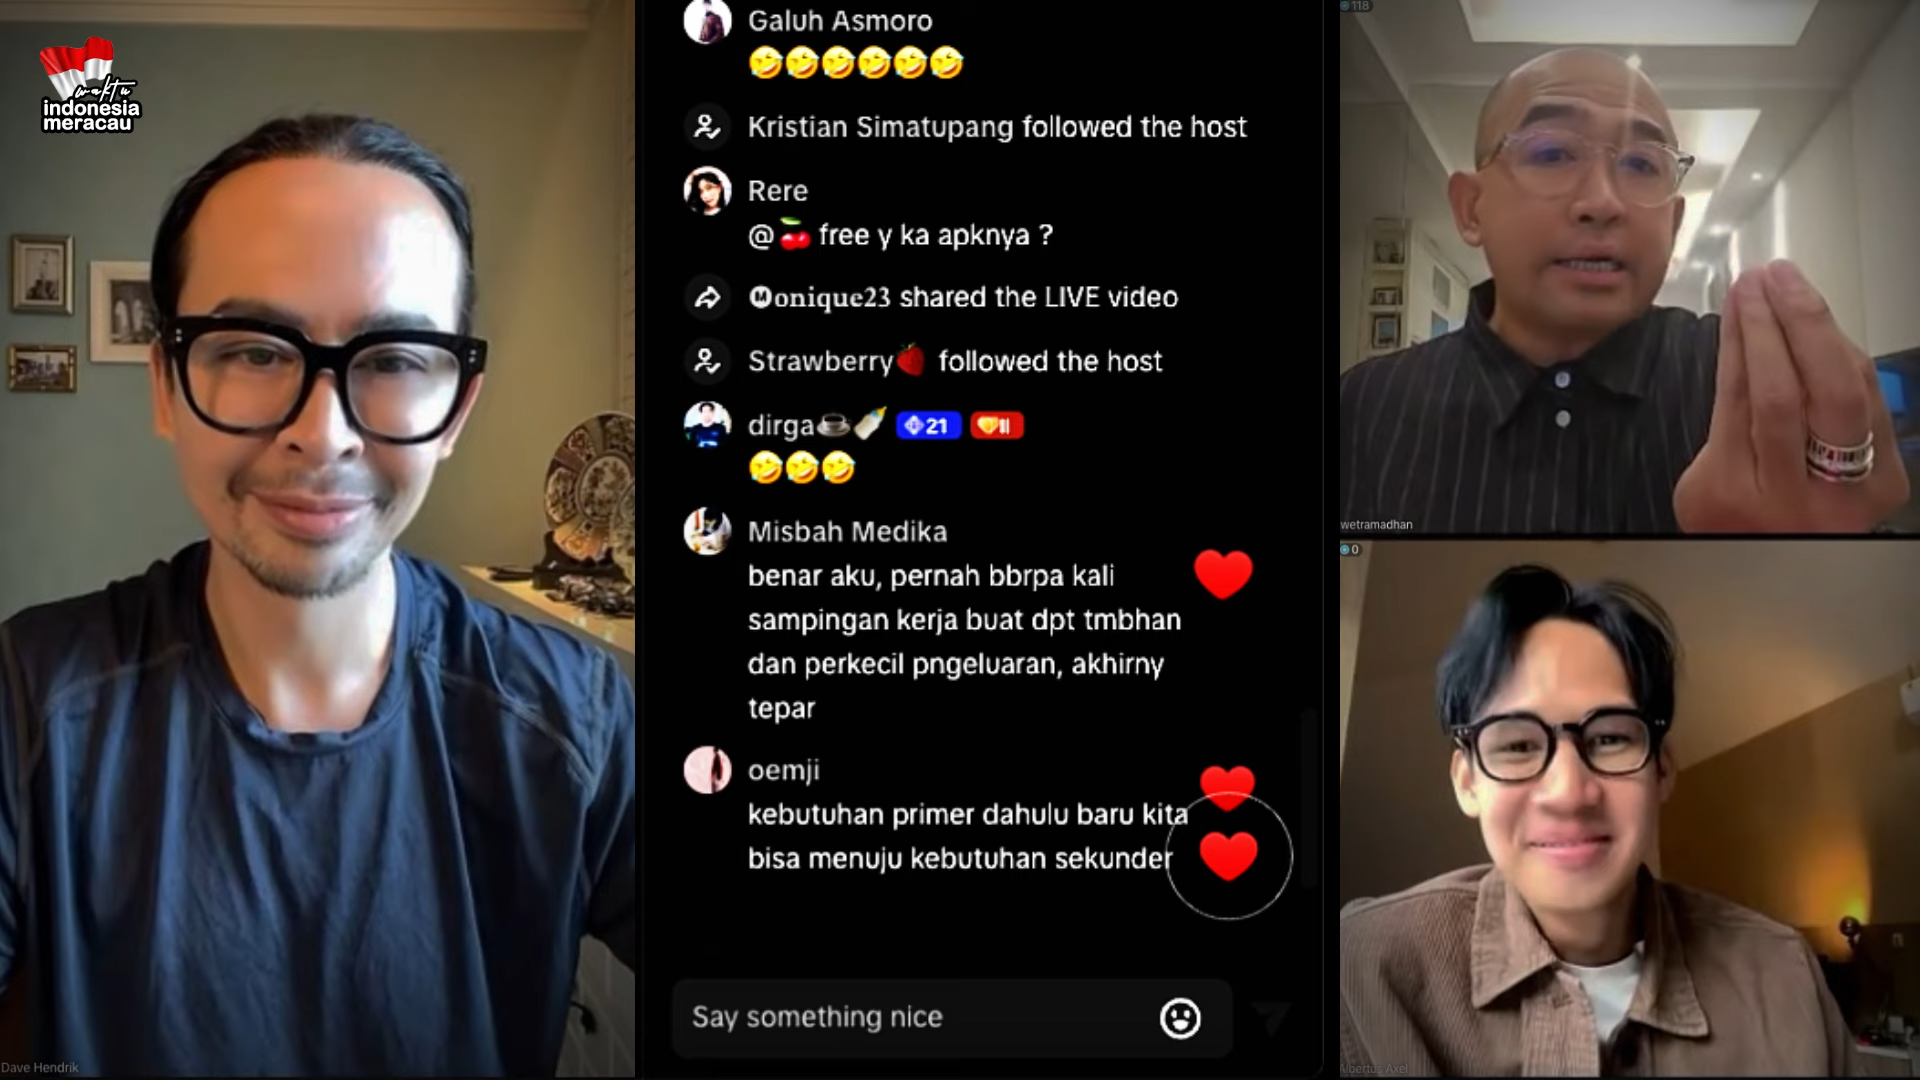 waktu
indonesia
meracau
Dave Hendrik
Galuh Asmoro
🤣🤣🤣🤣🤣🤣
Kristian Simatupang followed the host
Rere
@🍒 free y ka apknya ?
Ⓜonique23 shared the LIVE video
Strawberry🍓 followed the host
dirga☕🍼 21 II
🤣🤣🤣
Misbah Medika
benar aku, pernah bbrpa kali
sampingan kerja buat dpt tmbhan
dan perkecil pngeluaran, akhirny
tepar
oemji
kebutuhan primer dahulu baru kita
bisa menuju kebutuhan sekunder
Say something nice
118
wetramadhan
0
Albertus Axel